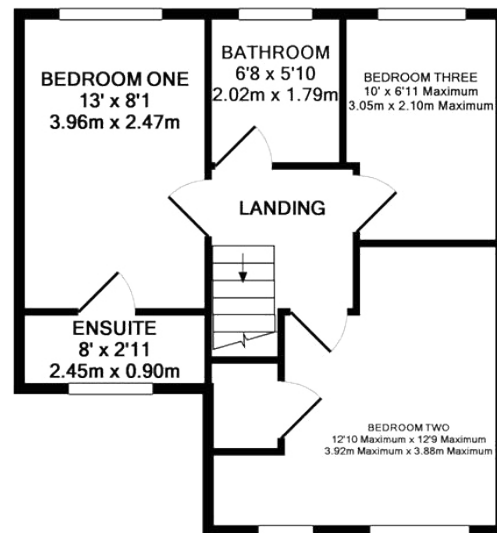 BEDROOM ONE
13' x 8'1
3.96m x 2.47m
BATHROOM
6'8 x 5'10
2.02m x 1.79m
BEDROOM THREE
10' x 6'11 Maximum
3.05m x 2.10m Maximum
LANDING
ENSUITE
8' x 2'11
2.45m x 0.90m
BEDROOM TWO
12'10 Maximum x 12'9 Maximum
3.92m Maximum x 3.88m Maximum